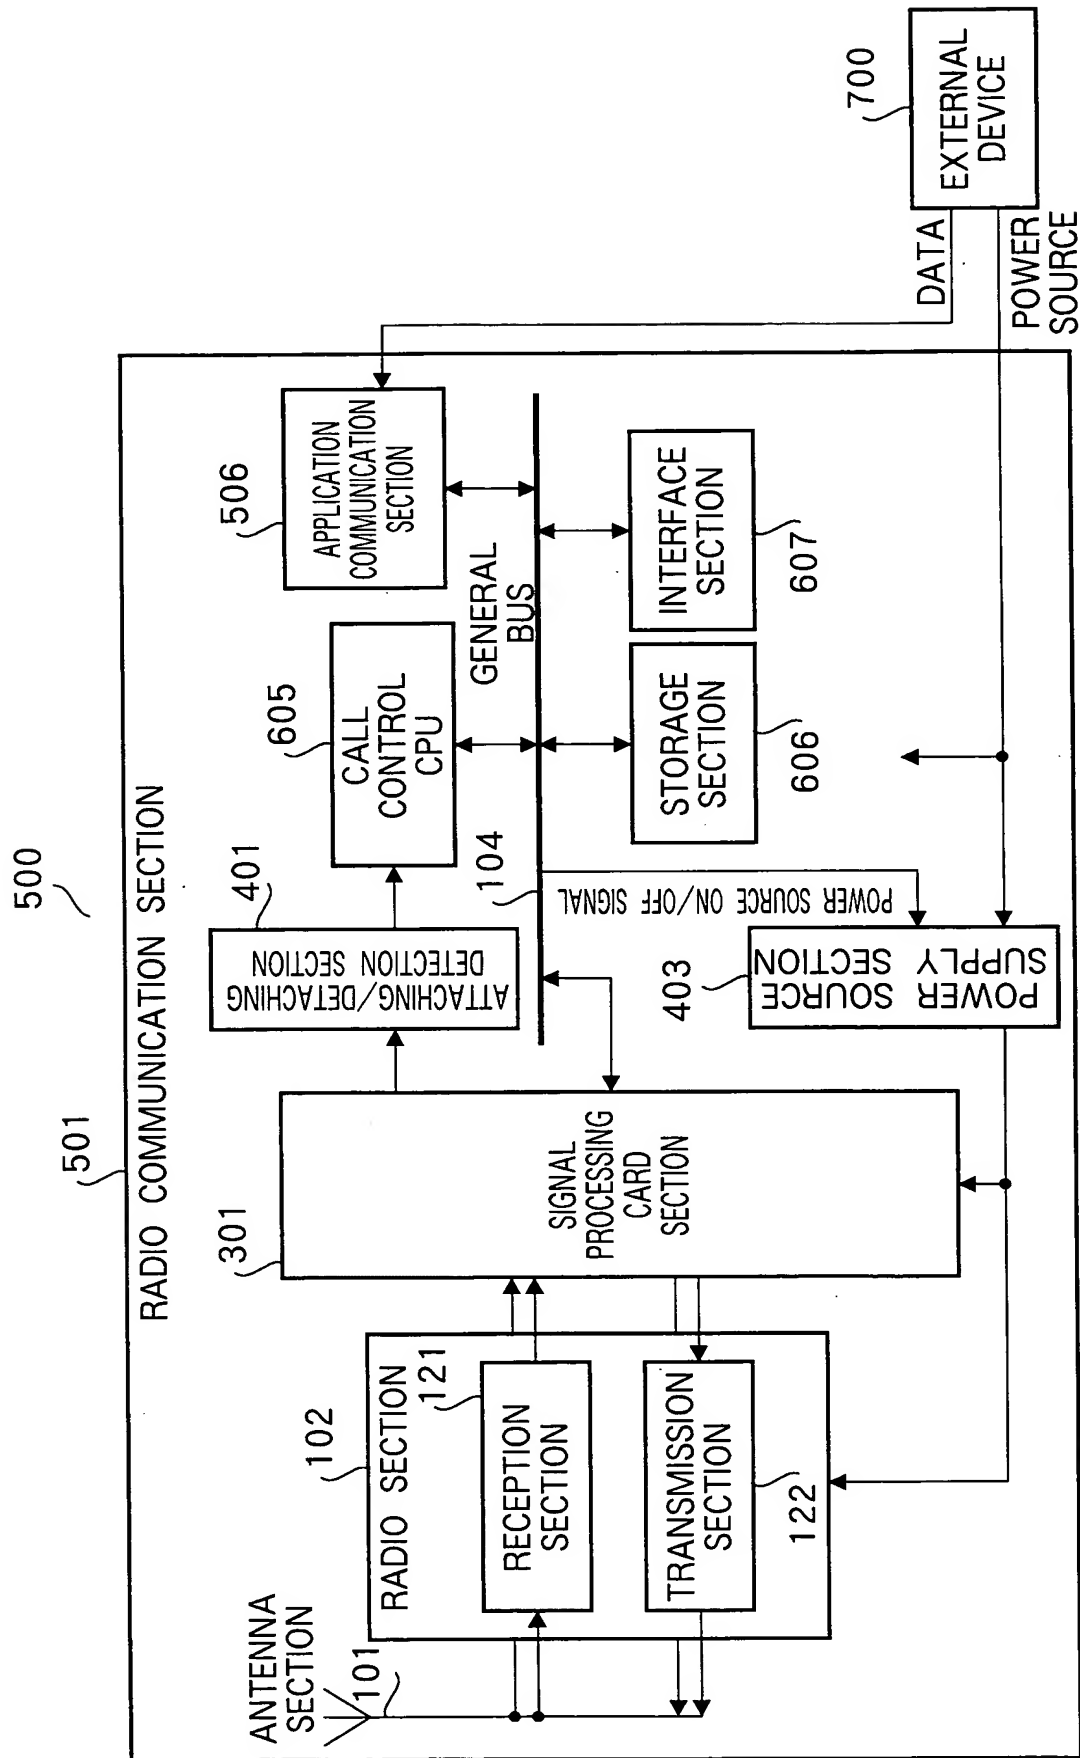 500
501
RADIO COMMUNICATION SECTION
ANTENNA
SECTION
101
102
RADIO SECTION
121
RECEPTION
SECTION
TRANSMISSION
SECTION
122
301
SIGNAL
PROCESSING
CARD
SECTION
401
ATTACHING/DETACHING
DETECTION SECTION
605
CALL
CONTROL
CPU
506
APPLICATION
COMMUNICATION
SECTION
104
GENERAL
BUS
POWER SOURCE ON/OFF SIGNAL
403
POWER SOURCE
SUPPLY SECTION
STORAGE
SECTION
606
INTERFACE
SECTION
607
700
EXTERNAL
DEVICE
DATA
POWER
SOURCE